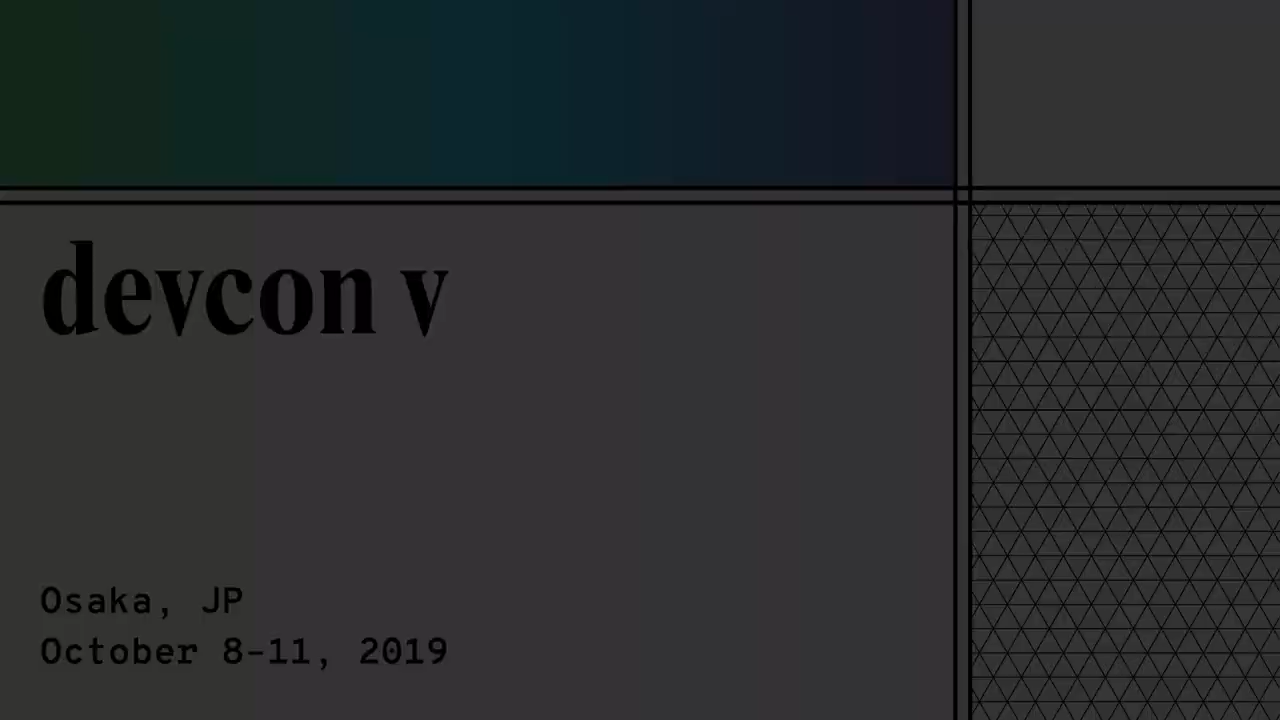 devcon v
Osaka, JP
October 8-11, 2019